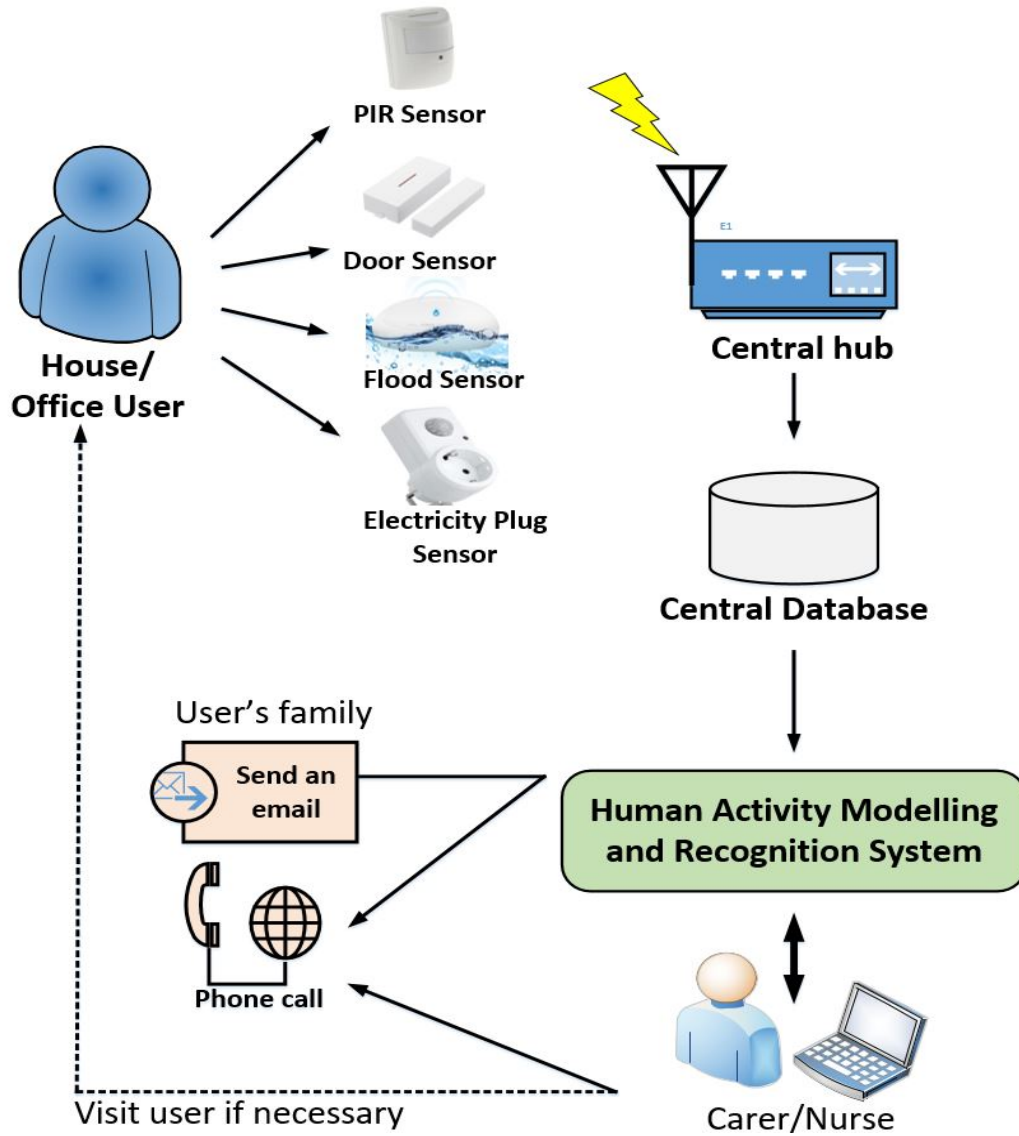 PIR Sensor
Door Sensor
Flood Sensor
Electricity Plug
Sensor
House/
Office User
E1
Central hub
Central Database
User's family
Send an
email
Phone call
Human Activity Modelling
and Recognition System
Visit user if necessary
Carer/Nurse